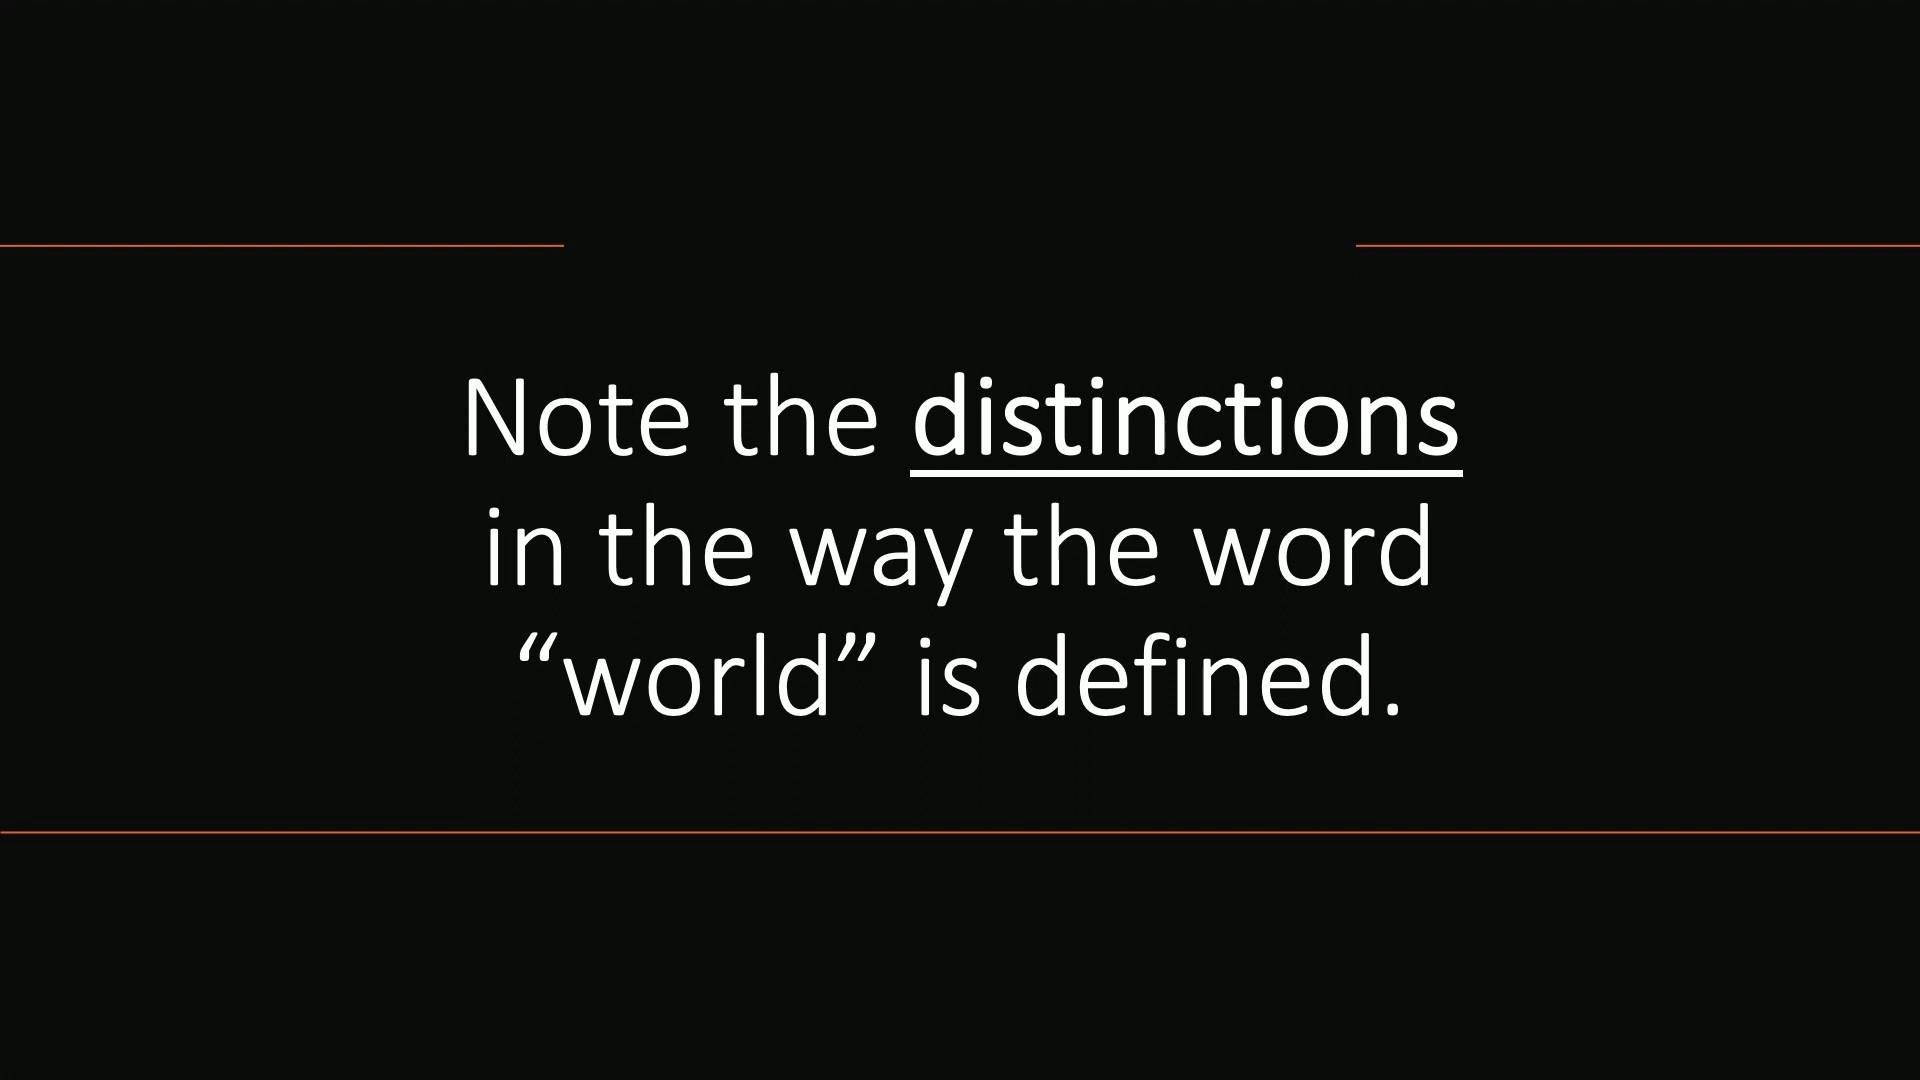 Note the distinctions
in the way the word
“world” is defined.